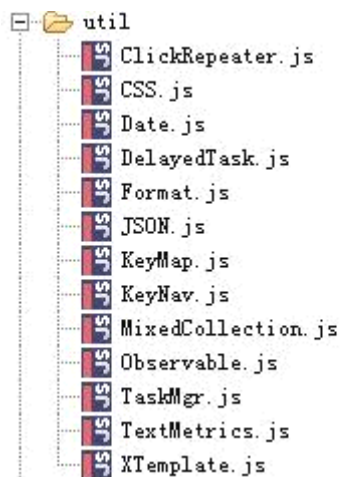 util
ClickRepeater.js
CSS.js
Date.js
DelayedTask.js
Format.js
JSON.js
KeyMap.js
KeyNav.js
MixedCollection.js
Observable.js
TaskMgr.js
TextMetrics.js
XTemplate.js